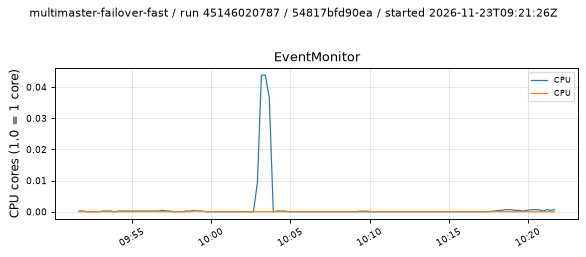 multimaster-failover-fast / run 45146020787 / 54817bfd90ea / started 2026-11-23T09:21:26Z
EventMonitor
CPU cores (1.0 = 1 core)
0.04
0.03
0.02
0.01
0.00
CPU
CPU
09:55
10:00
10:05
10:10
10:15
10:20